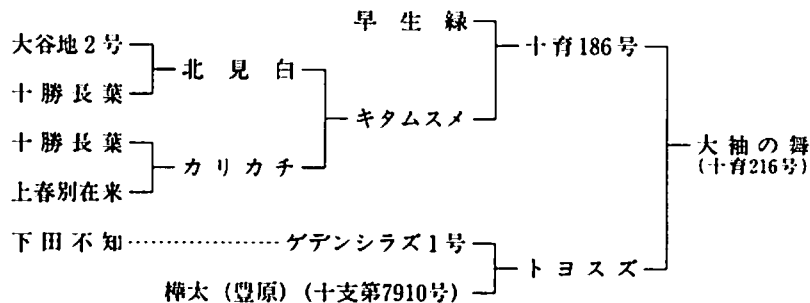 早生緑
大谷地2号
十育186号
北見白
十勝長葉
キタムスメ
十勝長葉
大袖の舞
(十育216号)
カリカチ
上春別在来
下田不知 ゲデンシラズ1号
トヨスズ
樺太(豊原)(十支第7910号)